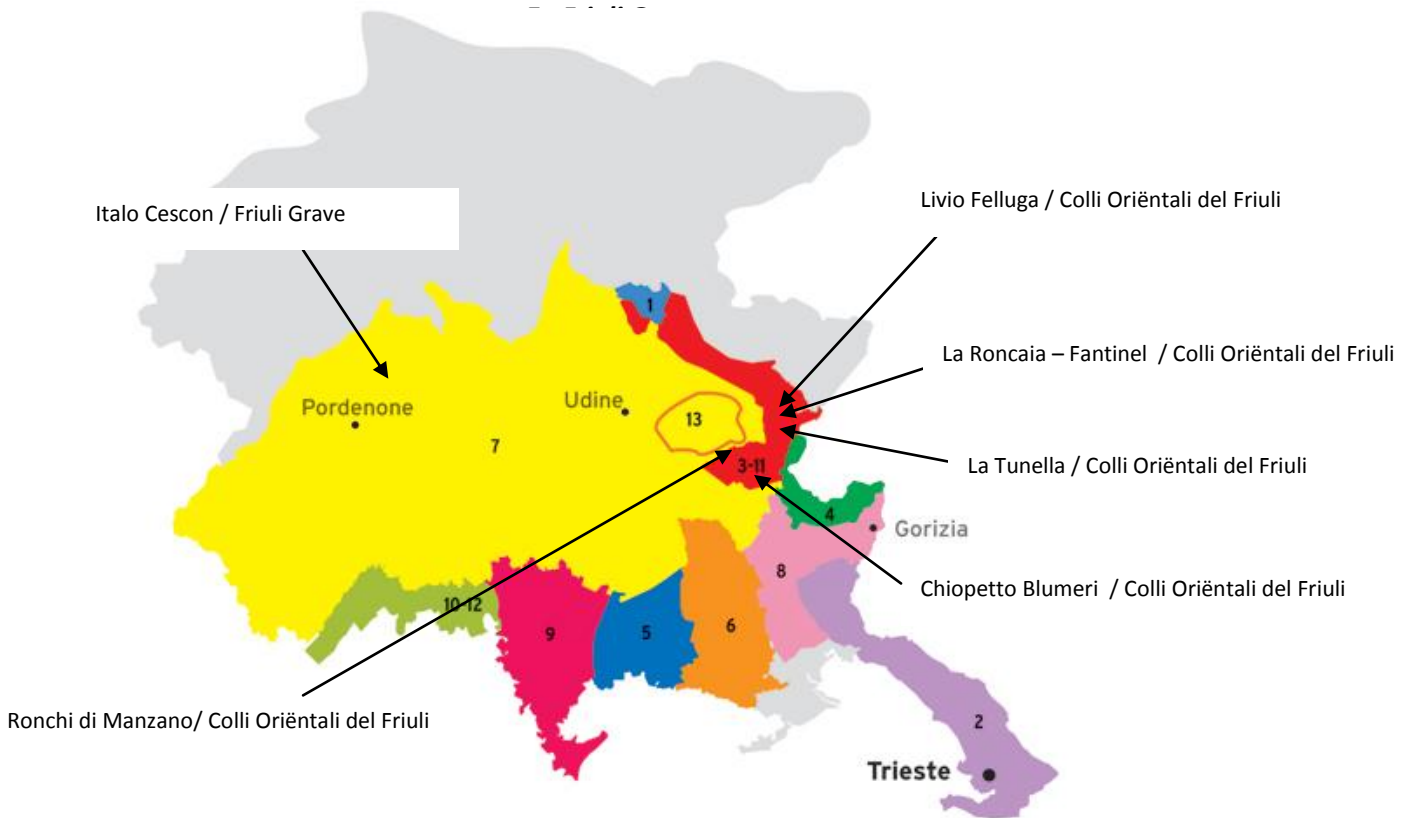 Livio Felluga / Colli Oriëntali del Friuli
Italo Cescon / Friuli Grave
1
La Roncaia – Fantinel / Colli Oriëntali del Friuli
Udine
Pordenone
13
7
3-11
La Tunella / Colli Oriëntali del Friuli
4
Gorizia
8
Chiopetto Blumeri / Colli Oriëntali del Friuli
10-12
9
5
6
Ronchi di Manzano/ Colli Oriëntali del Friuli
2
Trieste